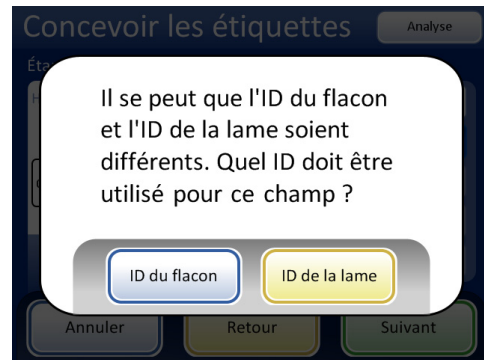 Concevoir les étiquettes
Analyse
Il se peut que l'ID du flacon
et l'ID de la lame soient
différents. Quel ID doit être
utilisé pour ce champ ?
ID du flacon
ID de la lame
Annuler
Retour
Suivant